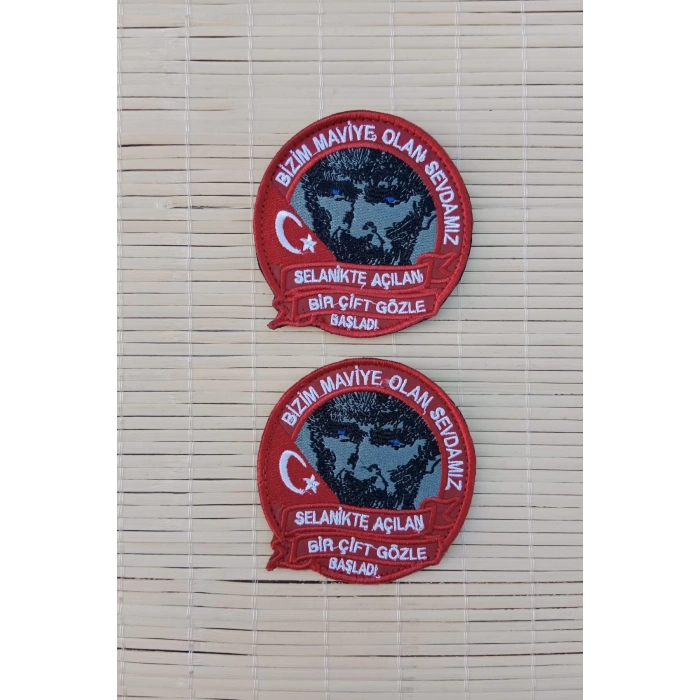 BİZİM MAVİYE OLAN SEVDAMIZ
SELANİKTE AÇILAN
BİR ÇİFT GÖZLE
BAŞLADI.
BİZİM MAVİYE OLAN SEVDAMIZ
SELANİKTE AÇILAN
BİR ÇİFT GÖZLE
BAŞLADI.